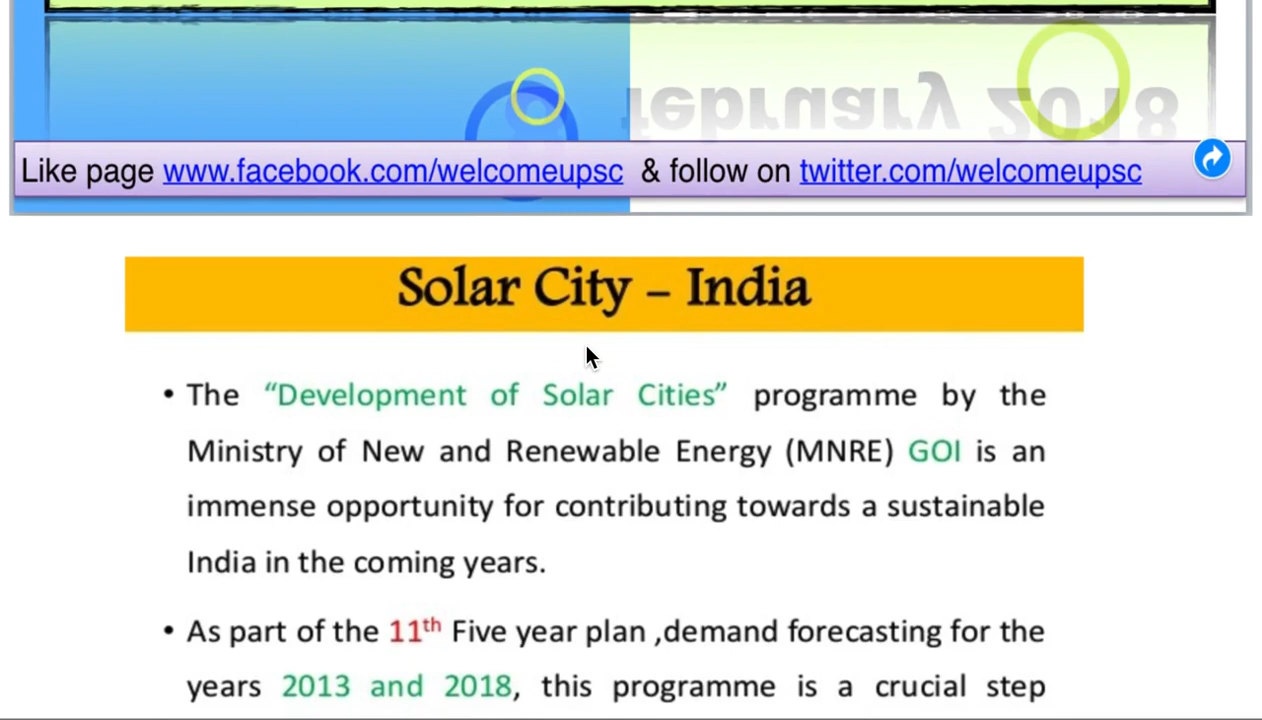 8 February 2018
Like page www.facebook.com/welcomeupsc & follow on twitter.com/welcomeupsc
Solar City – India
• The “Development of Solar Cities” programme by the
Ministry of New and Renewable Energy (MNRE) GOI is an
immense opportunity for contributing towards a sustainable
India in the coming years.
• As part of the 11th Five year plan ,demand forecasting for the
years 2013 and 2018, this programme is a crucial step